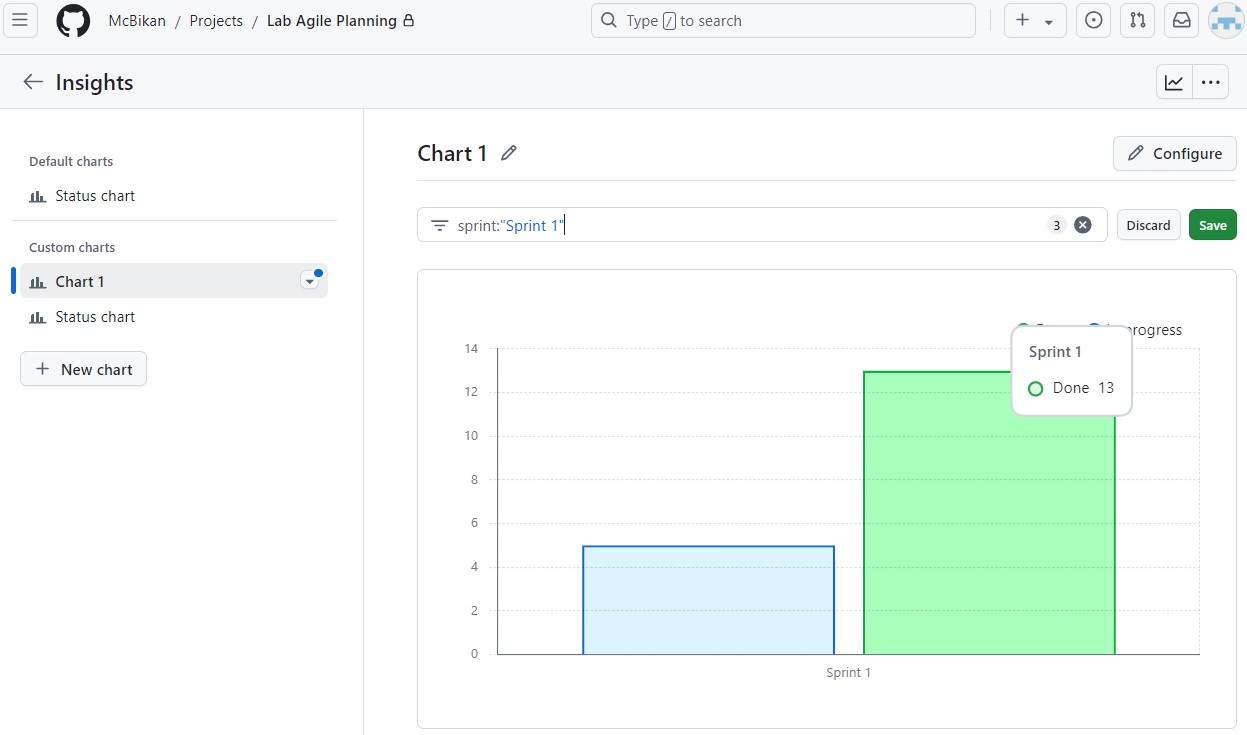 McBikan / Projects / Lab Agile Planning
Type / to search
Insights
Default charts
Status chart
Custom charts
Chart 1
Status chart
New chart
Chart 1
Configure
sprint:"Sprint 1"
3
Discard
Save
progress
Sprint 1
Done 13
14
12
10
8
6
4
2
0
Sprint 1